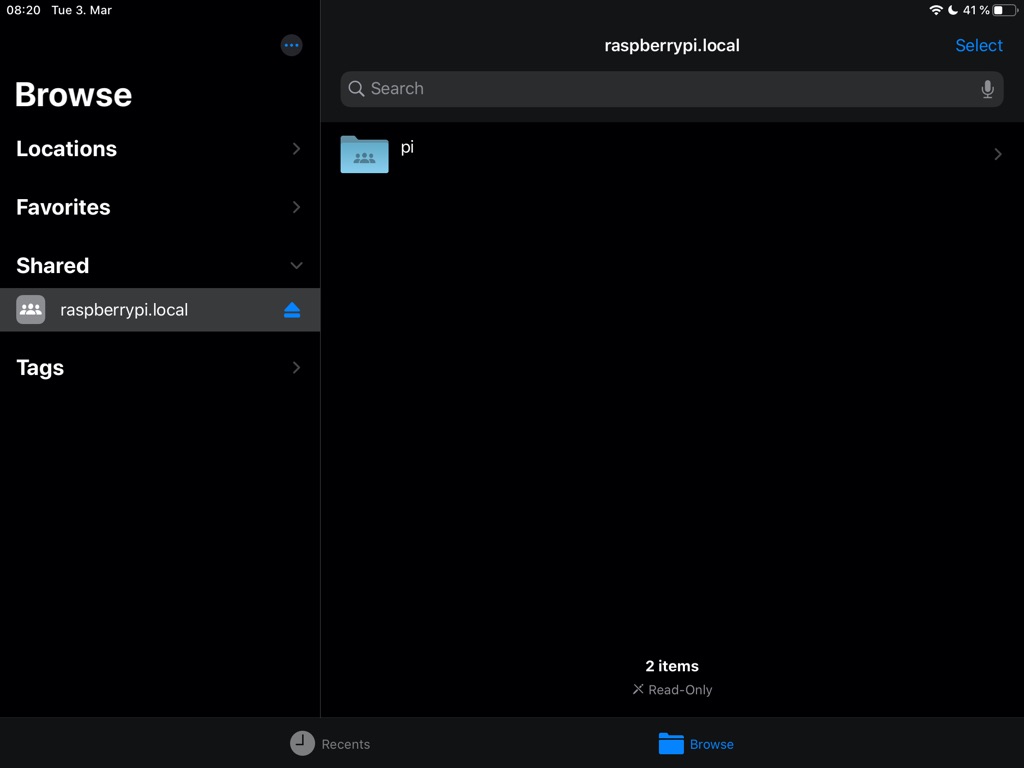 08:20 Tue 3. Mar
41 %
Browse
Locations
Favorites
Shared
raspberrypi.local
Tags
raspberrypi.local
Select
Search
pi
2 items
Read-Only
Recents
Browse